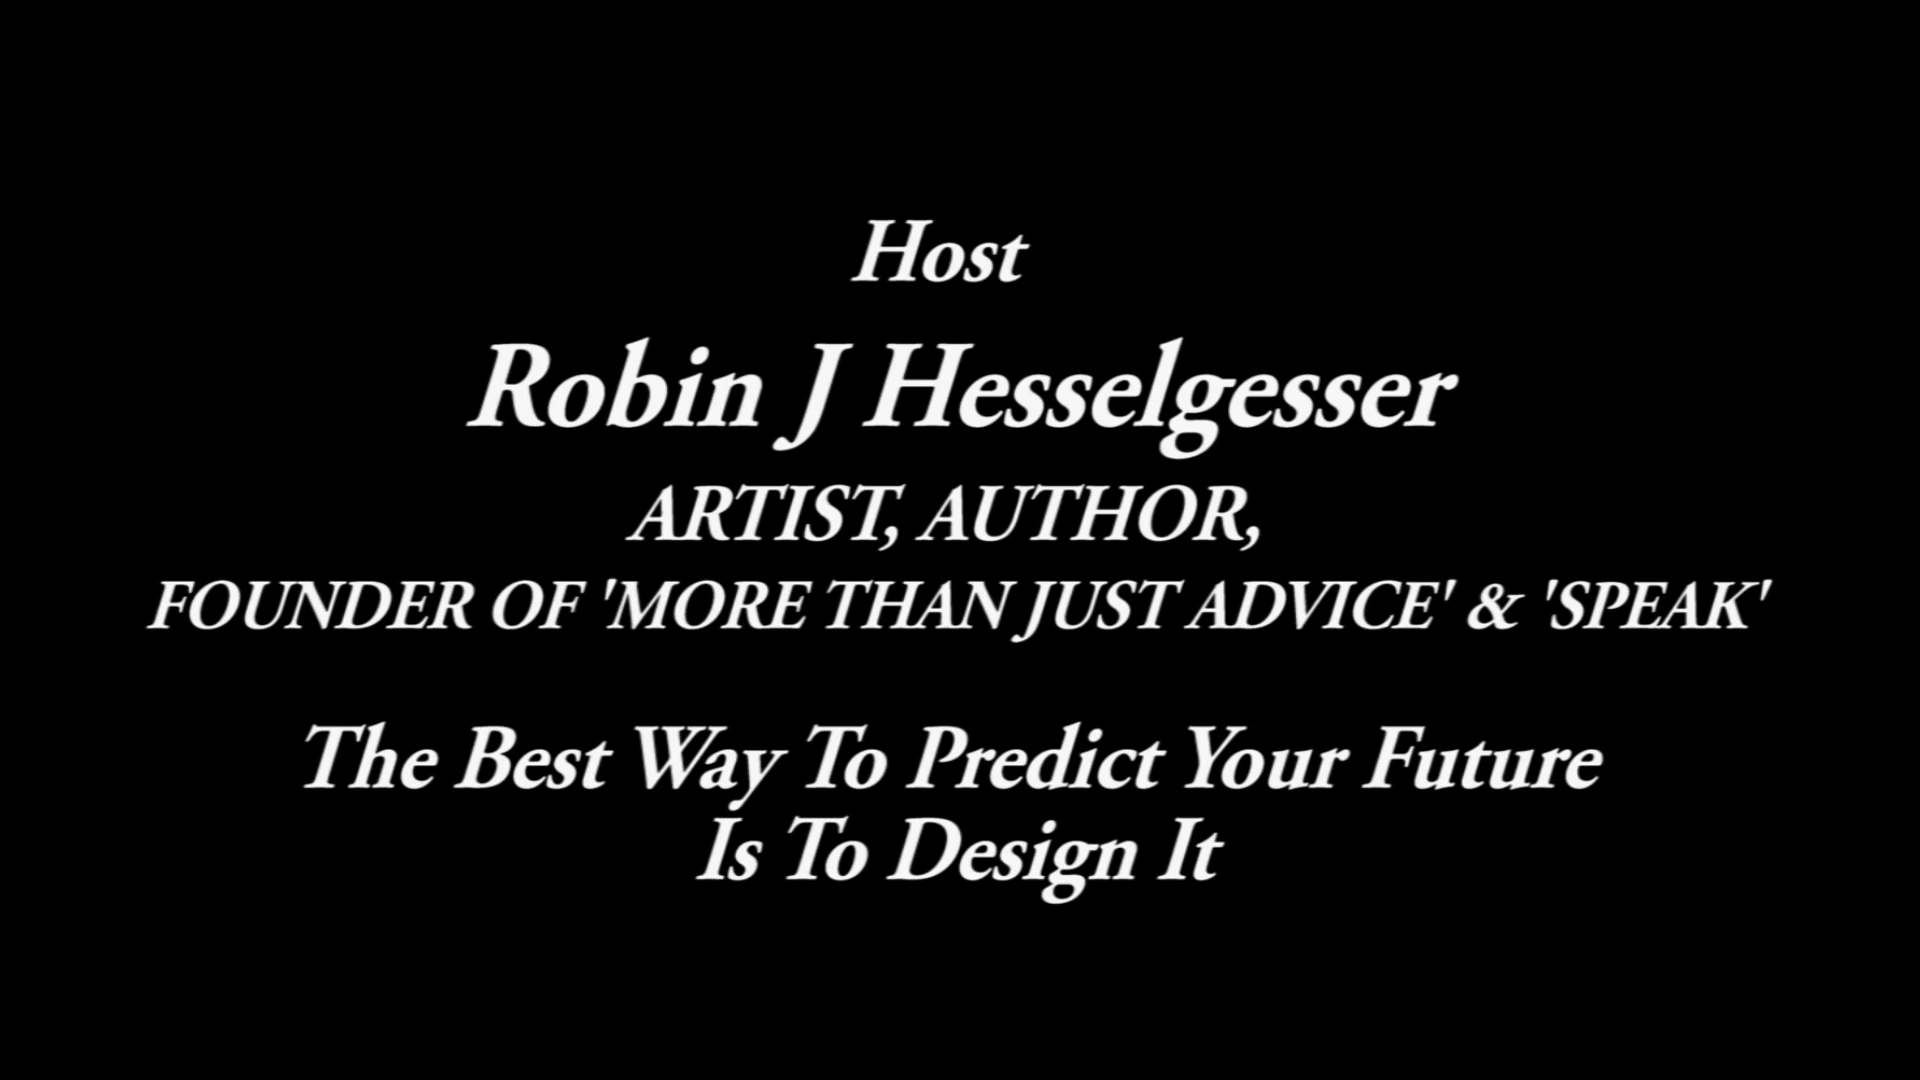 Host
Robin J Hesselgesser
ARTIST, AUTHOR,
FOUNDER OF 'MORE THAN JUST ADVICE' & 'SPEAK'
The Best Way To Predict Your Future
Is To Design It